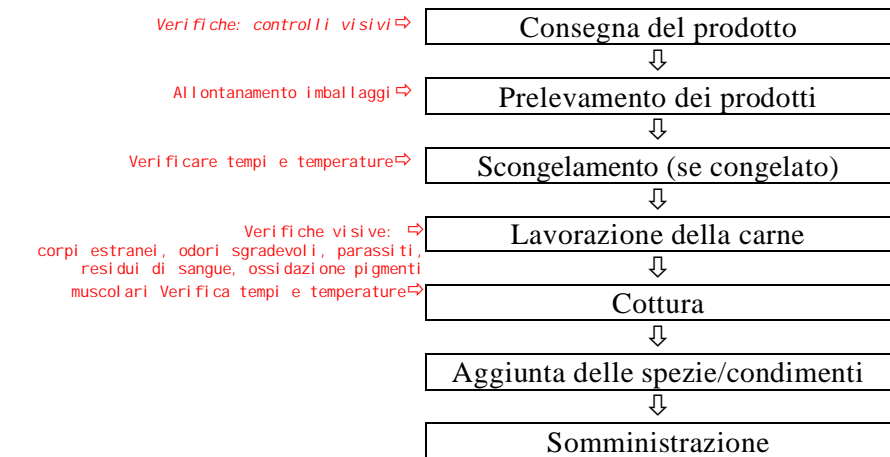 Verifiche: controlli visivi⇨ Consegna del prodotto
⇩
Allontanamento imballaggi⇨ Prelevamento dei prodotti
⇩
Verificare tempi e temperature⇨ Scongelamento (se congelato)
⇩
Verifiche visive: ⇨ Lavorazione della carne
corpi estranei, odori sgradevoli, parassiti,
residui di sangue, ossidazione pigmenti ⇩
muscolari Verifica tempi e temperature⇨ Cottura
⇩
Aggiunta delle spezie/condimenti
⇩
Somministrazione